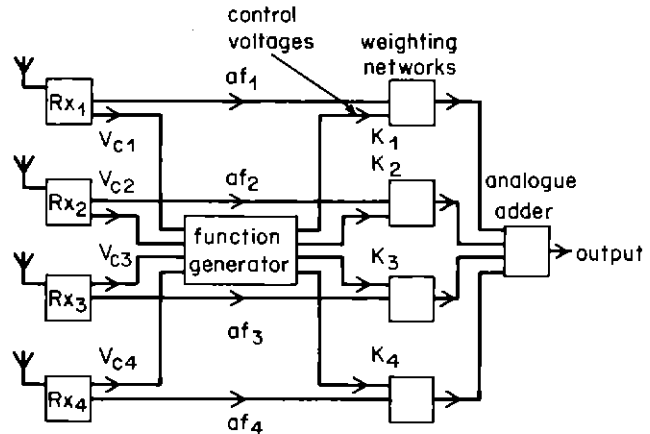 control
voltages
weighting
networks
Rx1
af1
Vc1
K1
K2
Rx2
Vc2
af2
analogue
adder
function
generator
output
Rx3
Vc3
K3
af3
Rx4
Vc4
K4
af4